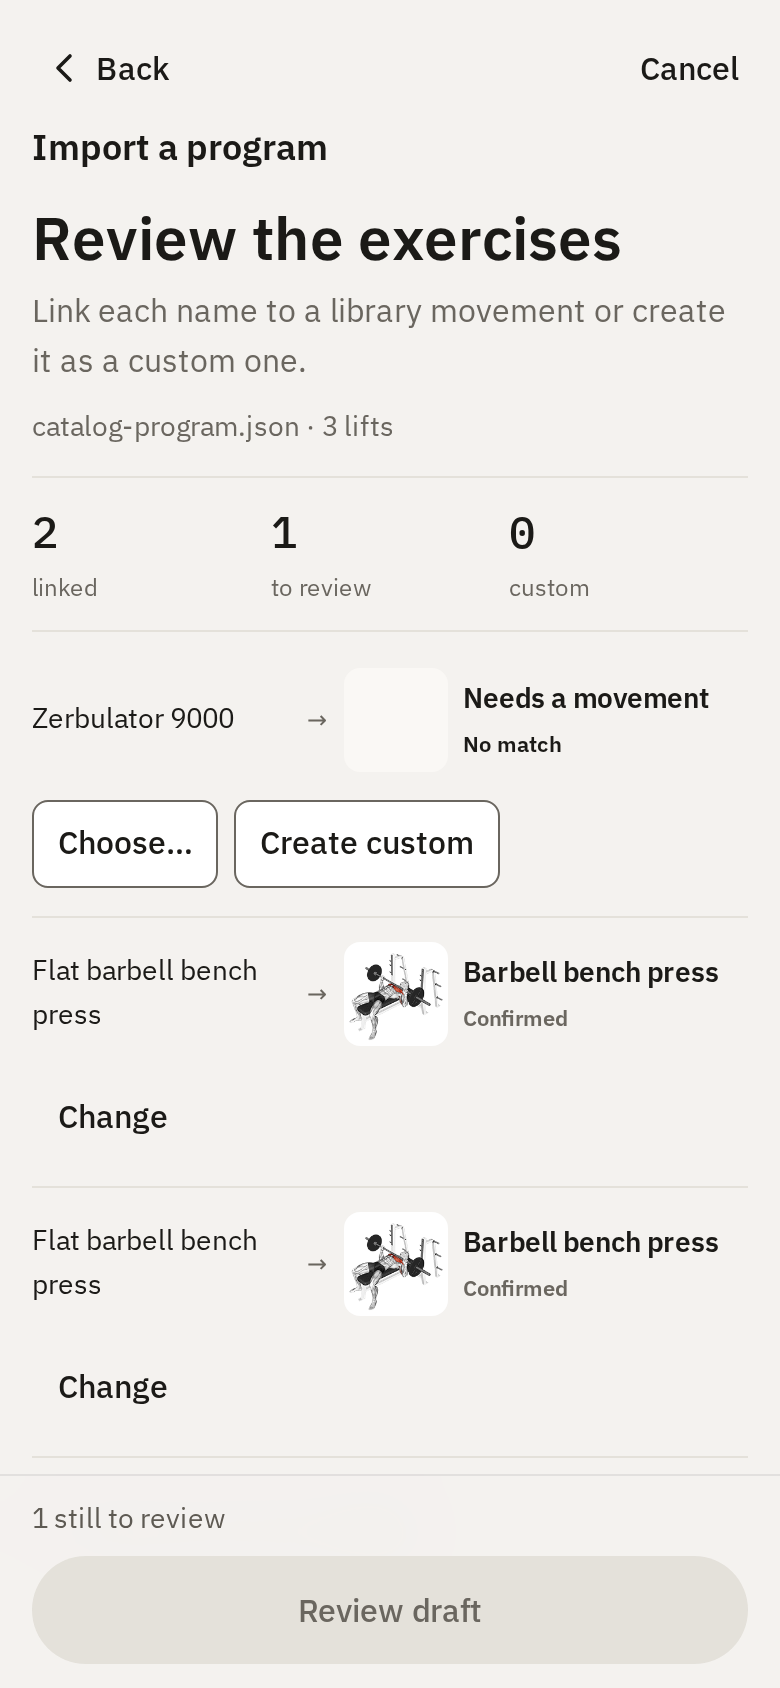 Back
Cancel
Import a program
Review the exercises
Link each name to a library movement or create
it as a custom one.
catalog-program.json · 3 lifts
2
1
0
linked
to review
custom
Zerbulator 9000
→
Needs a movement
No match
Choose...
Create custom
Flat barbell bench
press
→
Barbell bench press
Confirmed
Change
Flat barbell bench
press
→
Barbell bench press
Confirmed
Change
1 still to review
Review draft